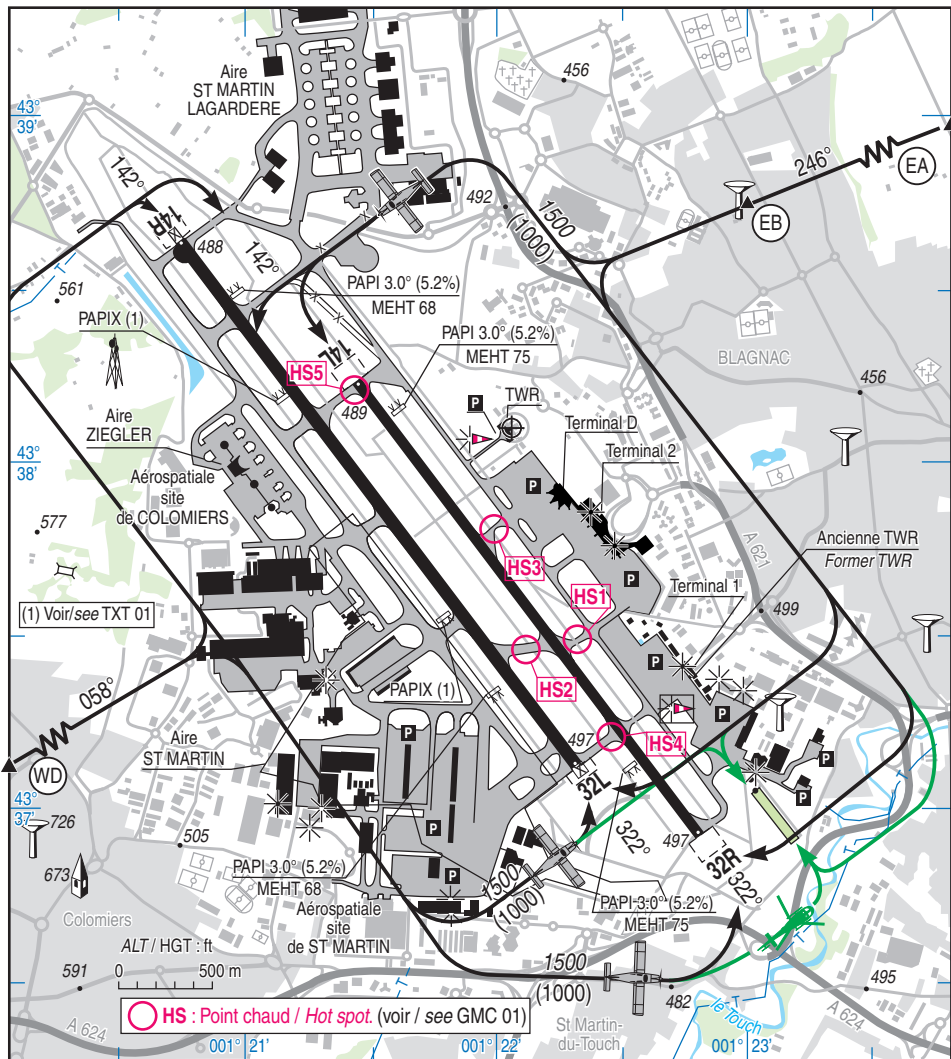 Aire
ST MARTIN
LAGARDERE
456
43°
39'
246°
EA
EB
142°
14R
488
142°
492
1500
(1000)
561
PAPI 3.0° (5.2%)
MEHT 68
PAPIX (1)
PAPI 3.0° (5.2%)
MEHT 75
14L
HS5
489
BLAGNAC
456
P
TWR
Aire
ZIEGLER
Terminal D
Terminal 2
43°
38'
Aérospatiale
site
de COLOMIERS
P
577
HS3
A 621
Ancienne TWR
Former TWR
P
HS1
Terminal 1
499
(1) Voir/see TXT 01
P
HS2
PAPIX (1)
058°
WD
Aire
ST MARTIN
P
P
497
HS4
32L
P
P
P
43°
37'
726
505
P
322°
497
32R
322°
673
PAPI 3.0° (5.2%)
MEHT 68
P
1500
(1000)
PAPI 3.0° (5.2%)
MEHT 75
Colomiers
Aérospatiale
site
de ST MARTIN
ALT / HGT : ft
0 500 m
591
1500
(1000)
482
495
le Touch
HS : Point chaud / Hot spot. (voir / see GMC 01)
St Martin-
du-Touch
A 624
A 624
001° 21'
001° 22'
001° 23'